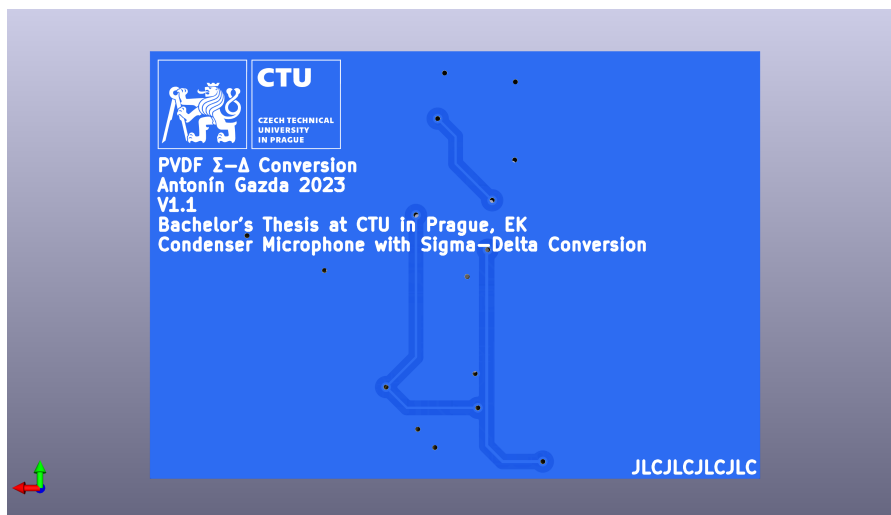 CTU
CZECH TECHNICAL
UNIVERSITY
IN PRAGUE
PVDF Σ–Δ Conversion
Antonín Gazda 2023
V1.1
Bachelor's Thesis at CTU in Prague, EK
Condenser Microphone with Sigma–Delta Conversion
JLCJLCJLCJLC